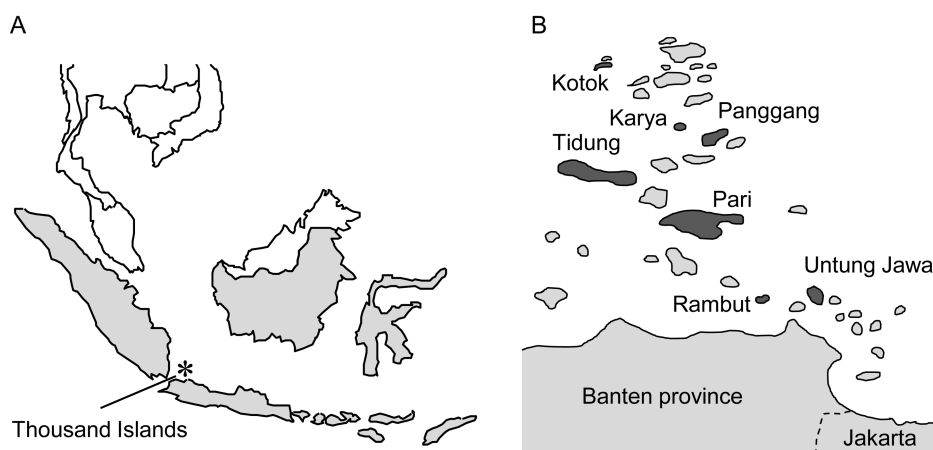 A
Thousand Islands
B
Kotok
Karya
Panggang
Tidung
Pari
Untung Jawa
Rambut
Banten province
Jakarta